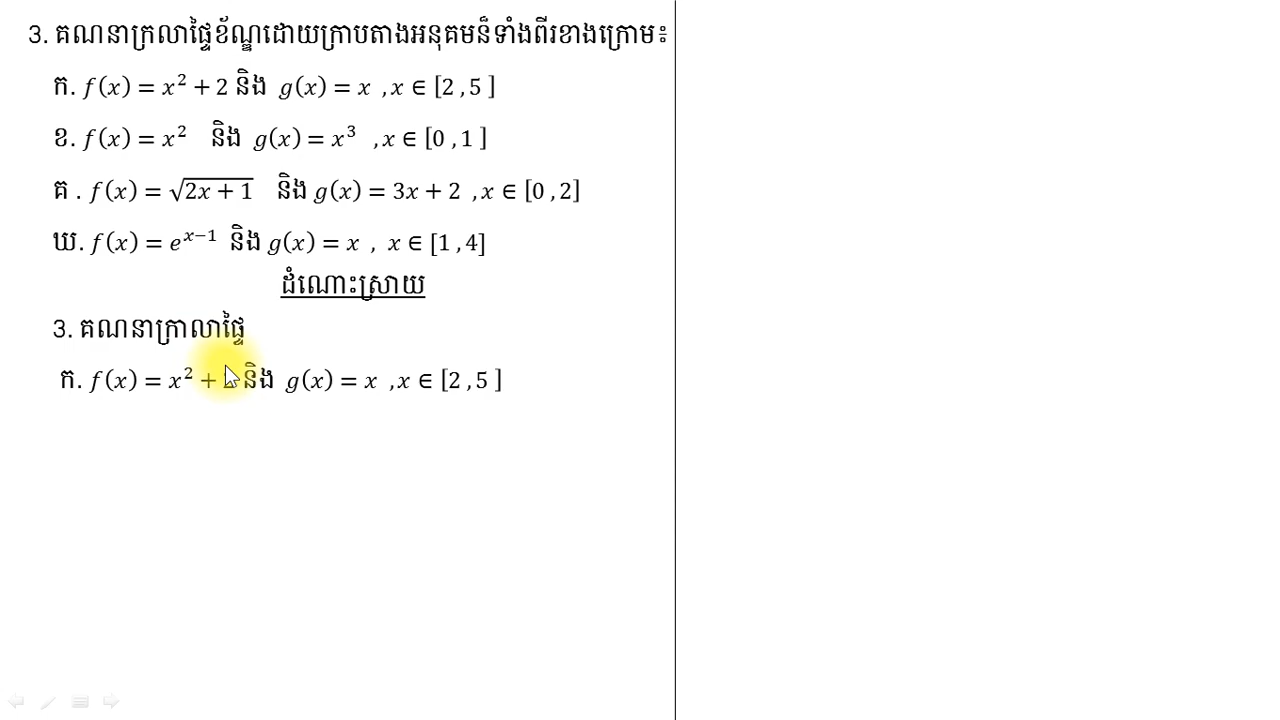 3. គណនាក្រលាផ្ទៃខ័ណ្ឌដោយក្រាបតាងអនុគមន៏ទាំងពីរខាងក្រោម៖
ក. f(x) = x² + 2 និង g(x) = x , x ∈ [2 , 5 ]
ខ. f(x) = x² និង g(x) = x³ , x ∈ [0 , 1 ]
គ . f(x) = √(2x + 1) និង g(x) = 3x + 2 , x ∈ [0 , 2]
ឃ. f(x) = eˣ⁻¹ និង g(x) = x , x ∈ [1 , 4]
ដំណោះស្រាយ
3. គណនាក្រាលាផ្ទៃ
ក. f(x) = x² + 2 និង g(x) = x , x ∈ [2 , 5 ]